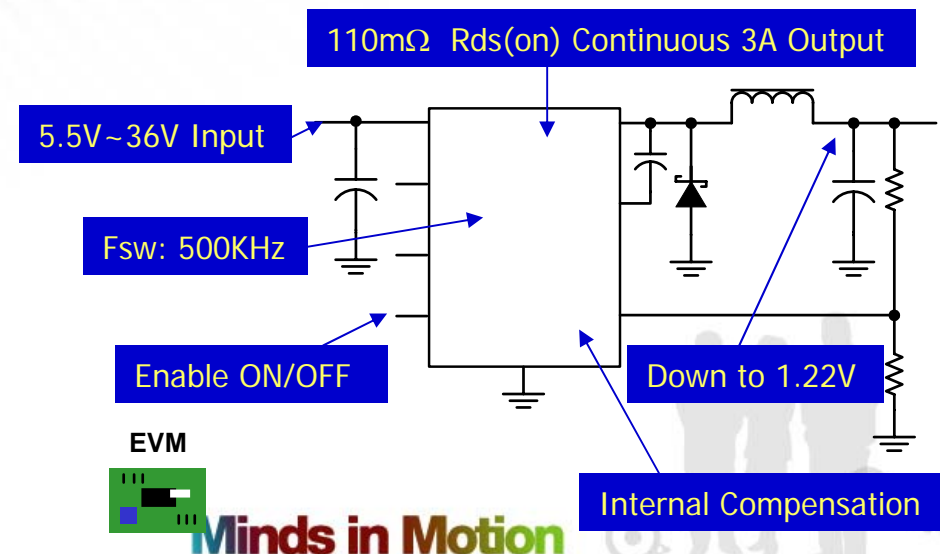 110mΩ Rds(on) Continuous 3A Output
5.5V~36V Input
Fsw: 500KHz
Enable ON/OFF
Down to 1.22V
EVM
Internal Compensation
Minds in Motion